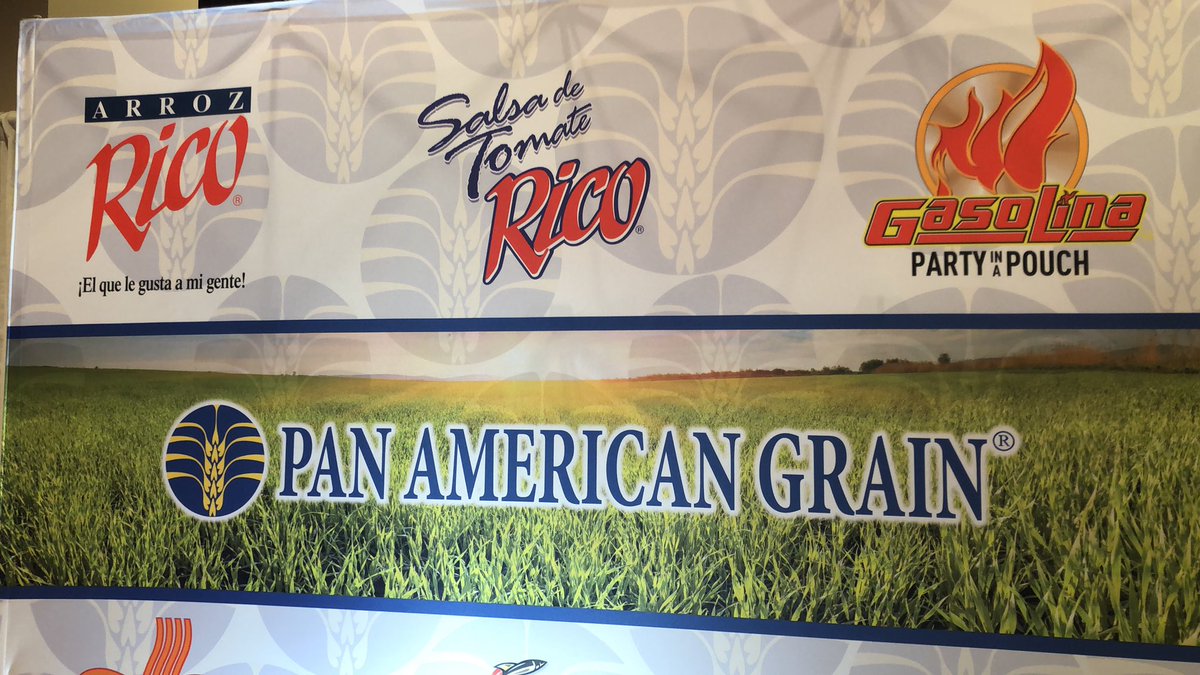 ARROZ
Rico®
¡El que le gusta a mi gente!
Salsa de
Tomate
Rico®
GasoLina
PARTY IN A POUCH
PAN AMERICAN GRAIN®